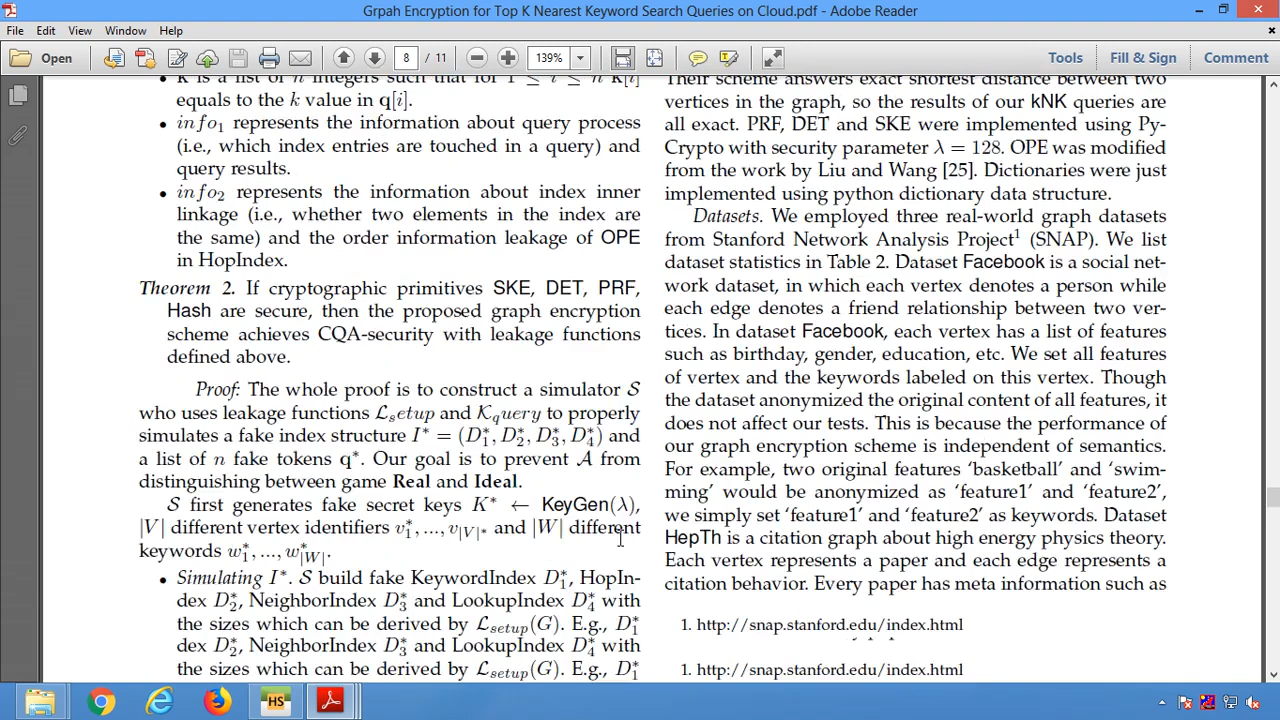 Grpah Encryption for Top K Nearest Keyword Search Queries on Cloud.pdf - Adobe Reader
File Edit View Window Help
Open 8 / 11 139% Tools Fill & Sign Comment
• K is a list of n integers such that for 1 ≤ i ≤ n K[i]
equals to the k value in q[i].
• info₁ represents the information about query process
(i.e., which index entries are touched in a query) and
query results.
• info₂ represents the information about index inner
linkage (i.e., whether two elements in the index are
the same) and the order information leakage of OPE
in HopIndex.
Theorem 2. If cryptographic primitives SKE, DET, PRF,
Hash are secure, then the proposed graph encryption
scheme achieves CQA-security with leakage functions
defined above.
Proof: The whole proof is to construct a simulator S
who uses leakage functions ℒₛetup and 𝒦_query to properly
simulates a fake index structure I* = (D₁*, D₂*, D₃*, D₄*) and
a list of n fake tokens q*. Our goal is to prevent A from
distinguishing between game Real and Ideal.
S first generates fake secret keys K* ← KeyGen(λ),
|V| different vertex identifiers v₁*, ..., v|V|* and |W| different
keywords w₁*, ..., w*|W|.
• Simulating I*. S build fake KeywordIndex D₁*, HopIn-
dex D₂*, NeighborIndex D₃* and LookupIndex D₄* with
the sizes which can be derived by ℒsetup(G). E.g., D₁*
dex D₂*, NeighborIndex D₃* and LookupIndex D₄* with
the sizes which can be derived by ℒsetup(G). E.g., D₁*
Their scheme answers exact shortest distance between two
vertices in the graph, so the results of our kNK queries are
all exact. PRF, DET and SKE were implemented using Py-
Crypto with security parameter λ = 128. OPE was modified
from the work by Liu and Wang [25]. Dictionaries were just
implemented using python dictionary data structure.
Datasets. We employed three real-world graph datasets
from Stanford Network Analysis Project¹ (SNAP). We list
dataset statistics in Table 2. Dataset Facebook is a social net-
work dataset, in which each vertex denotes a person while
each edge denotes a friend relationship between two ver-
tices. In dataset Facebook, each vertex has a list of features
such as birthday, gender, education, etc. We set all features
of vertex and the keywords labeled on this vertex. Though
the dataset anonymized the original content of all features, it
does not affect our tests. This is because the performance of
our graph encryption scheme is independent of semantics.
For example, two original features 'basketball' and 'swim-
ming' would be anonymized as 'feature1' and 'feature2',
we simply set 'feature1' and 'feature2' as keywords. Dataset
HepTh is a citation graph about high energy physics theory.
Each vertex represents a paper and each edge represents a
citation behavior. Every paper has meta information such as
1. http://snap.stanford.edu/index.html
1. http://snap.stanford.edu/index.html
HS